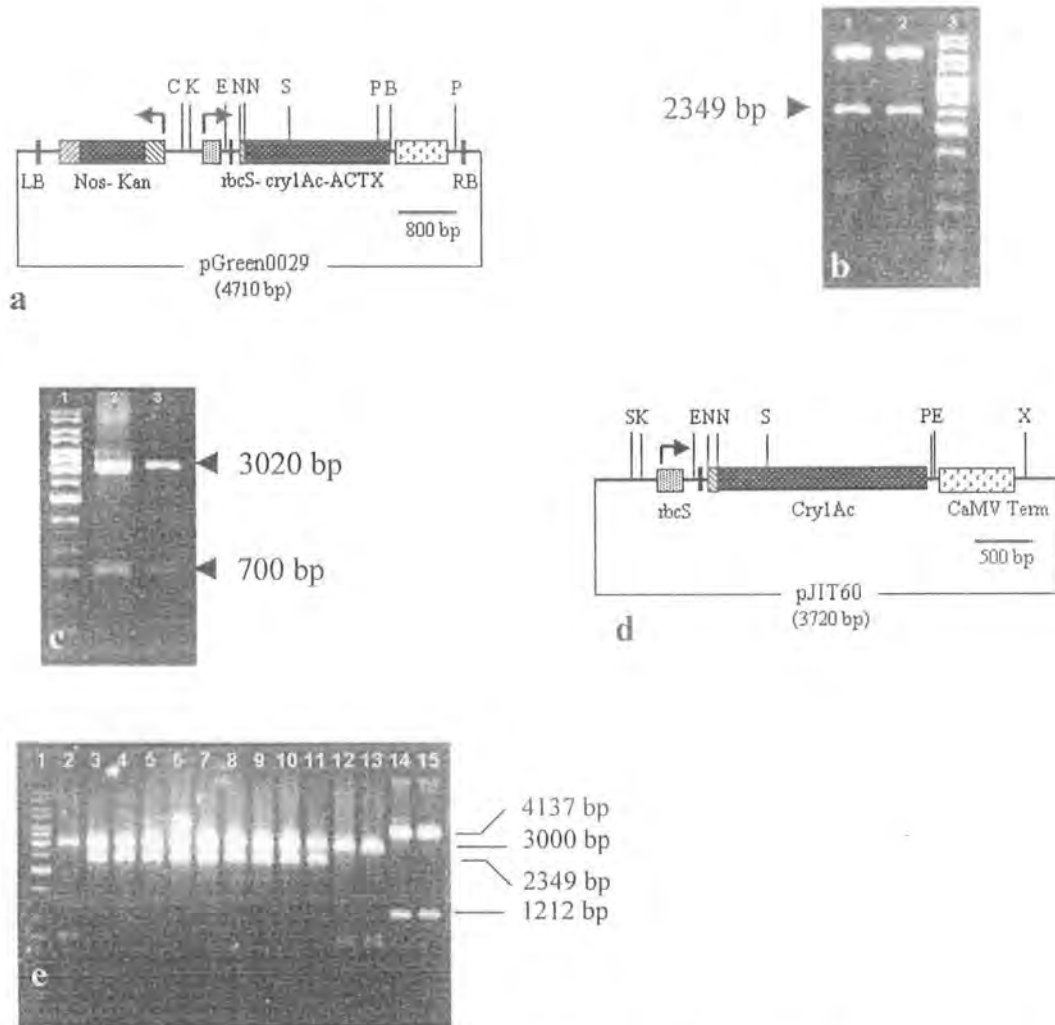 C K E N N S P B P
LB Nos- Kan rbcS- cry1Ac-ACTX RB
800 bp
pGreen0029
(4710 bp)
a
1 2 3
2349 bp
b
1 2 3
3020 bp
700 bp
c
S K E N N S P E X
rbcS Cry1Ac CaMV Term
500 bp
pJIT60
(3720 bp)
d
1 2 3 4 5 6 7 8 9 10 11 12 13 14 15
4137 bp
3000 bp
2349 bp
1212 bp
e